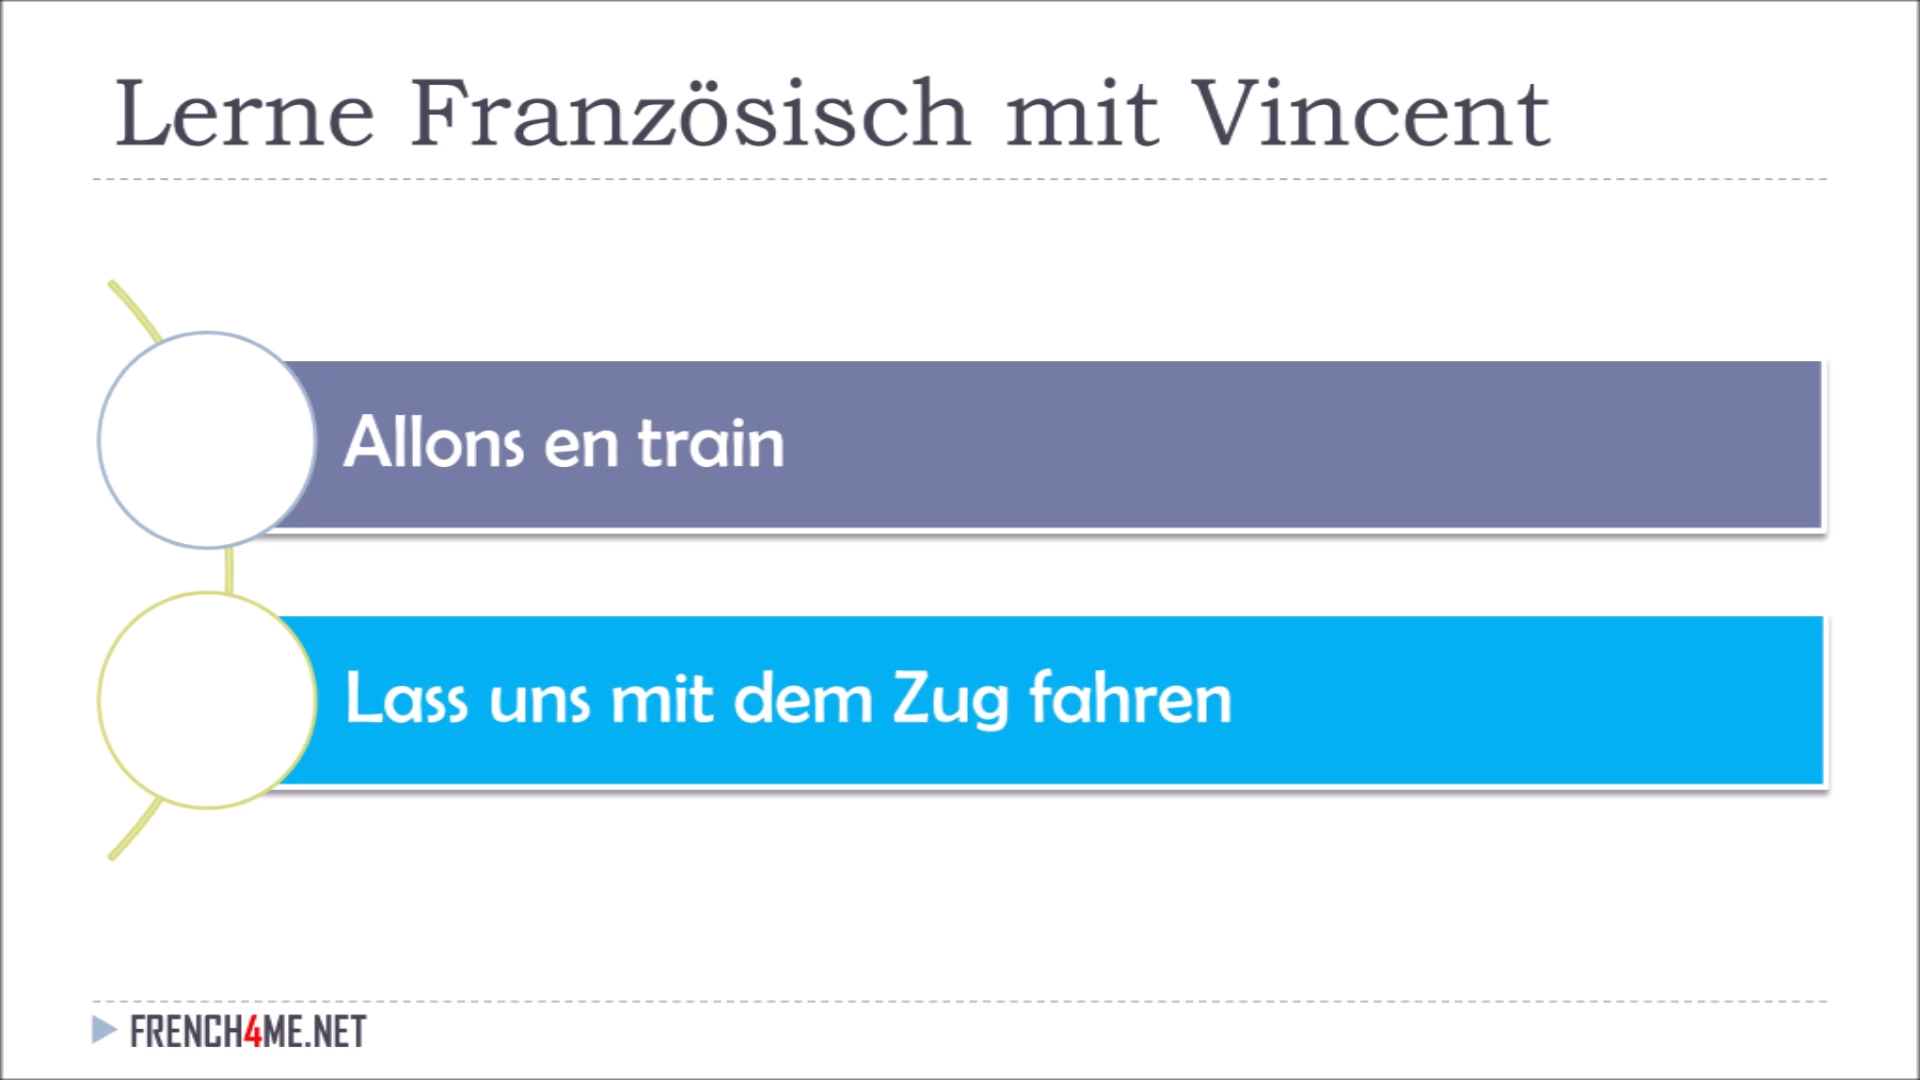 Lerne Französisch mit Vincent
Allons en train
Lass uns mit dem Zug fahren
FRENCH4ME.NET